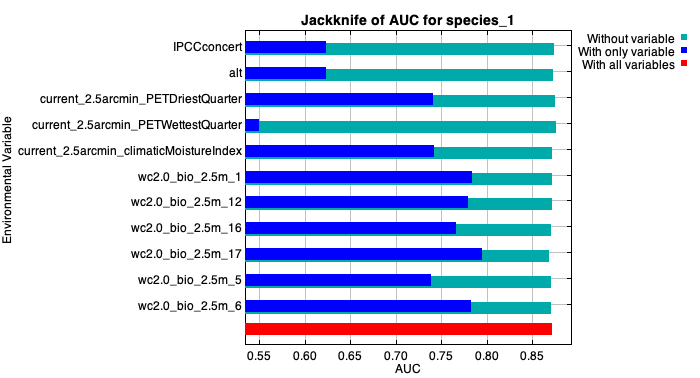 Jackknife of AUC for species_1
Without variable
With only variable
With all variables
Environmental Variable
IPCCconcert
alt
current_2.5arcmin_PETDriestQuarter
current_2.5arcmin_PETWettestQuarter
current_2.5arcmin_climaticMoistureIndex
wc2.0_bio_2.5m_1
wc2.0_bio_2.5m_12
wc2.0_bio_2.5m_16
wc2.0_bio_2.5m_17
wc2.0_bio_2.5m_5
wc2.0_bio_2.5m_6
0.55 0.60 0.65 0.70 0.75 0.80 0.85
AUC